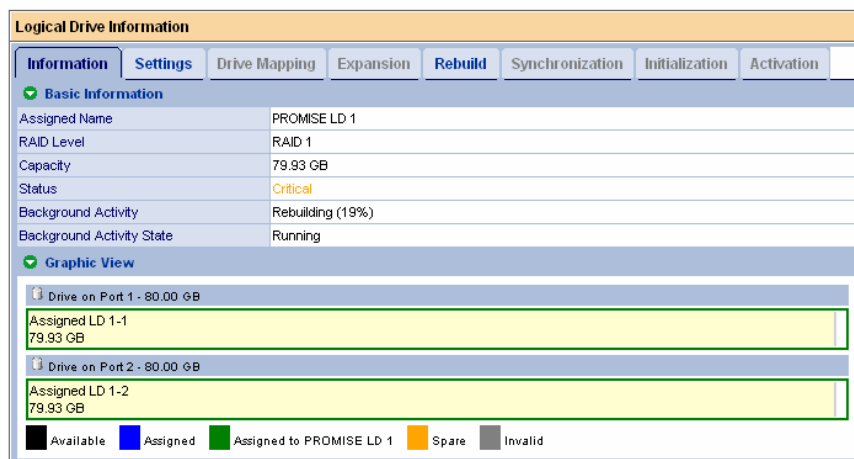 Logical Drive Information
Information Settings Drive Mapping Expansion Rebuild Synchronization Initialization Activation
Basic Information
Assigned Name PROMISE LD 1
RAID Level RAID 1
Capacity 79.93 GB
Status Critical
Background Activity Rebuilding (19%)
Background Activity State Running
Graphic View
Drive on Port 1 - 80.00 GB
Assigned LD 1-1
79.93 GB
Drive on Port 2 - 80.00 GB
Assigned LD 1-2
79.93 GB
Available Assigned Assigned to PROMISE LD 1 Spare Invalid